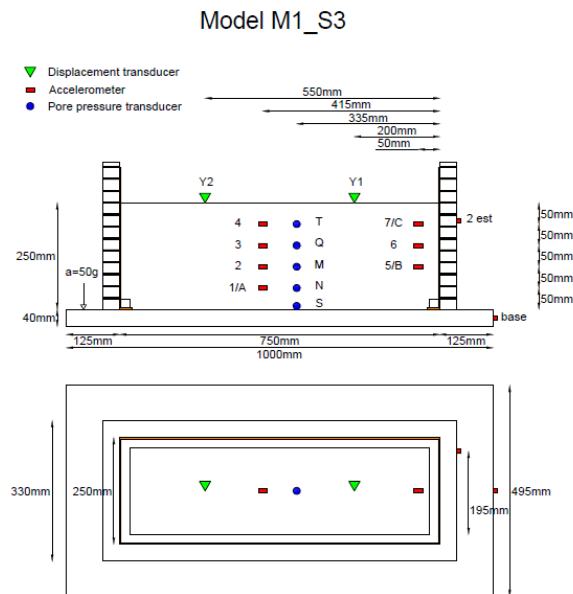 Model M1_S3
Displacement transducer
Accelerometer
Pore pressure transducer
550mm
415mm
335mm
200mm
50mm
Y2
Y1
4
T
7/C
2 est
50mm
3
Q
6
50mm
250mm
2
M
5/B
50mm
a=50g
1/A
N
50mm
S
50mm
40mm
base
125mm
750mm
125mm
1000mm
330mm
250mm
195mm
495mm